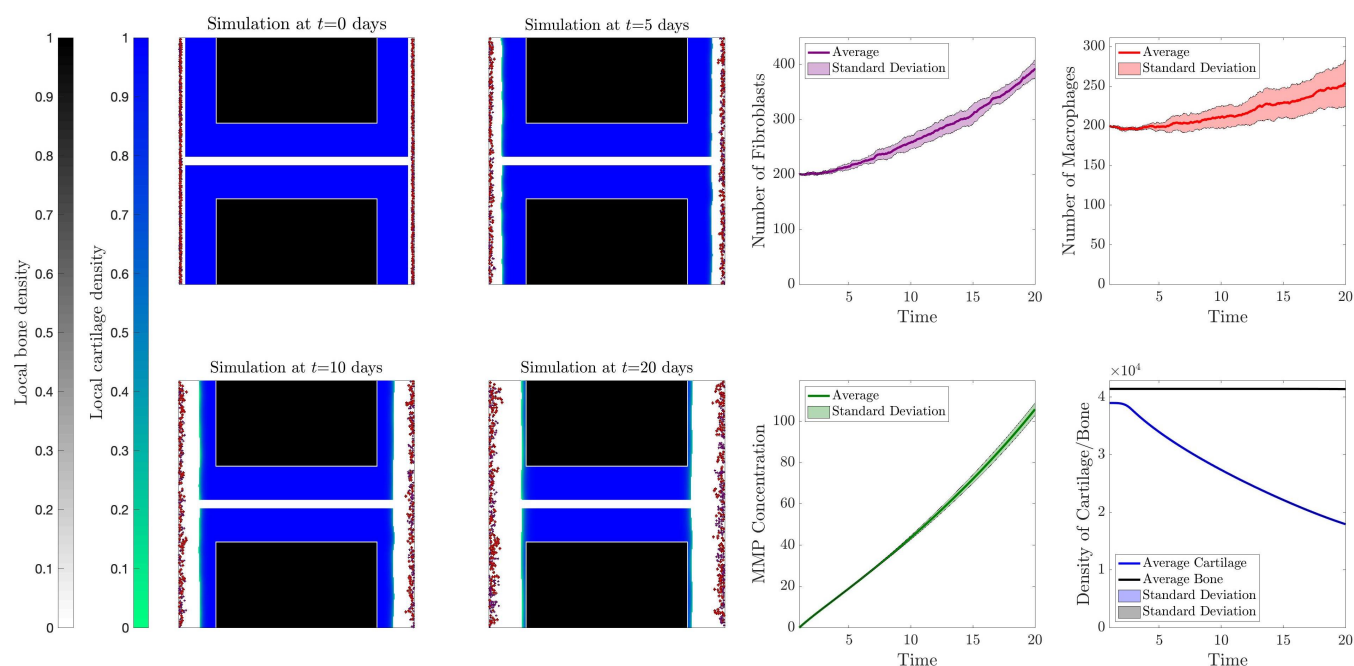 Local bone density
1
0.9
0.8
0.7
0.6
0.5
0.4
0.3
0.2
0.1
0
Local cartilage density
1
0.9
0.8
0.7
0.6
0.5
0.4
0.3
0.2
0.1
0
Simulation at t=0 days
Simulation at t=5 days
Simulation at t=10 days
Simulation at t=20 days
Number of Fibroblasts
400
300
200
100
0
Average
Standard Deviation
5
10
15
20
Time
Number of Macrophages
300
250
200
150
100
50
0
Average
Standard Deviation
5
10
15
20
Time
MMP Concentration
100
80
60
40
20
0
Average
Standard Deviation
5
10
15
20
Time
Density of Cartilage/Bone
×10⁴
4
3
2
1
0
Average Cartilage
Average Bone
Standard Deviation
Standard Deviation
5
10
15
20
Time